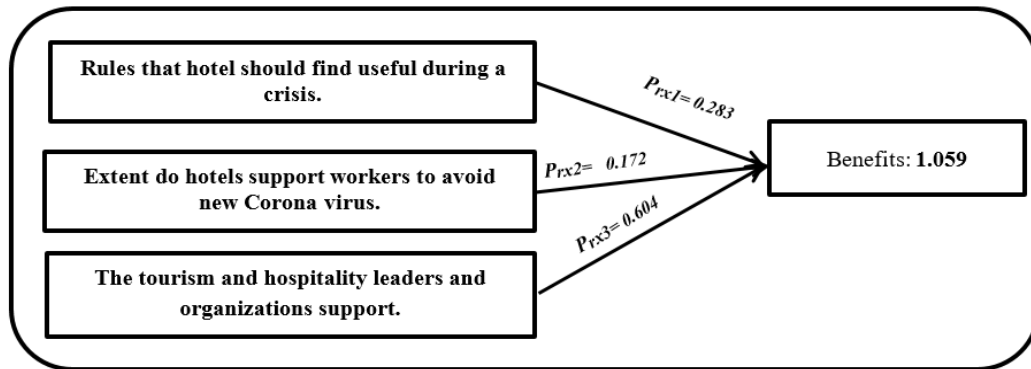 Rules that hotel should find useful during a
crisis.
Prx1= 0.283
Benefits: 1.059
Extent do hotels support workers to avoid
new Corona virus.
Prx2= 0.172
Prx3= 0.604
The tourism and hospitality leaders and
organizations support.